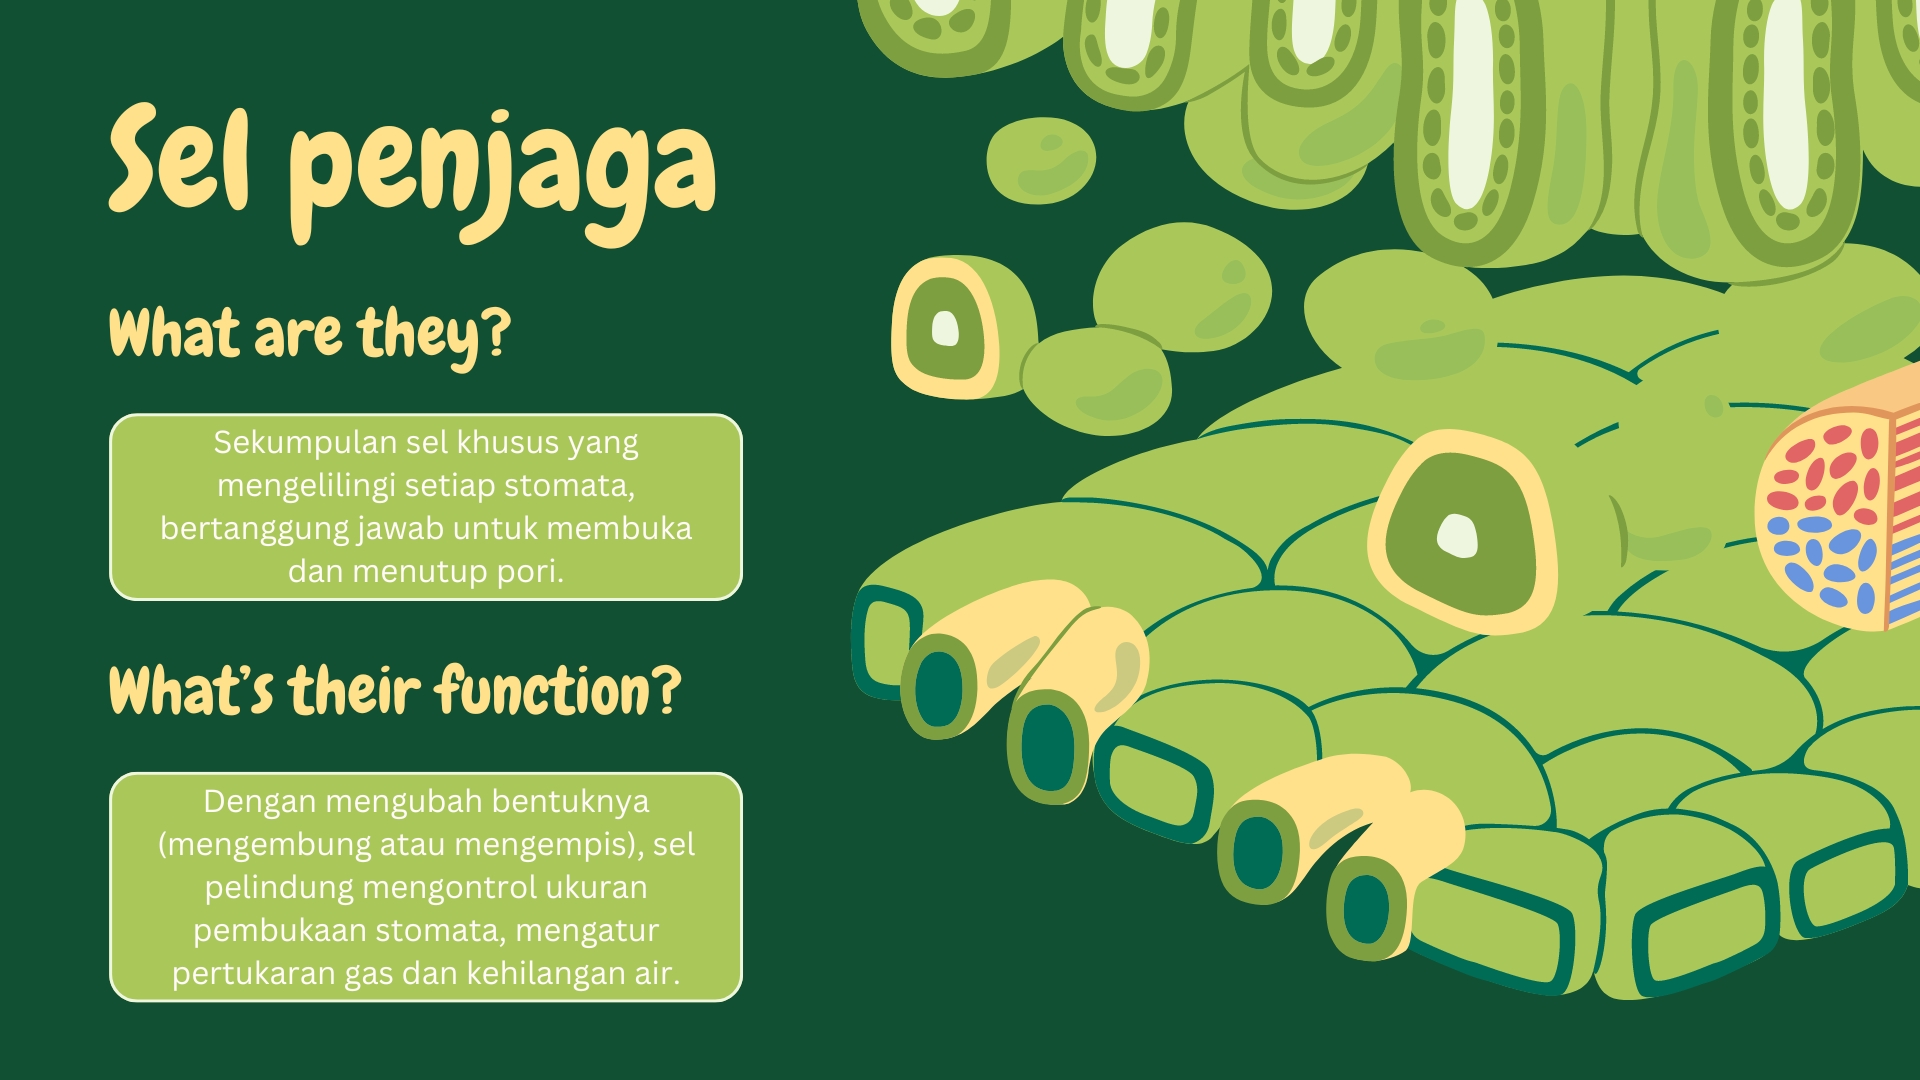 Sel penjaga
What are they?
Sekumpulan sel khusus yang
mengelilingi setiap stomata,
bertanggung jawab untuk membuka
dan menutup pori.
What's their function?
Dengan mengubah bentuknya
(mengembung atau mengempis), sel
pelindung mengontrol ukuran
pembukaan stomata, mengatur
pertukaran gas dan kehilangan air.